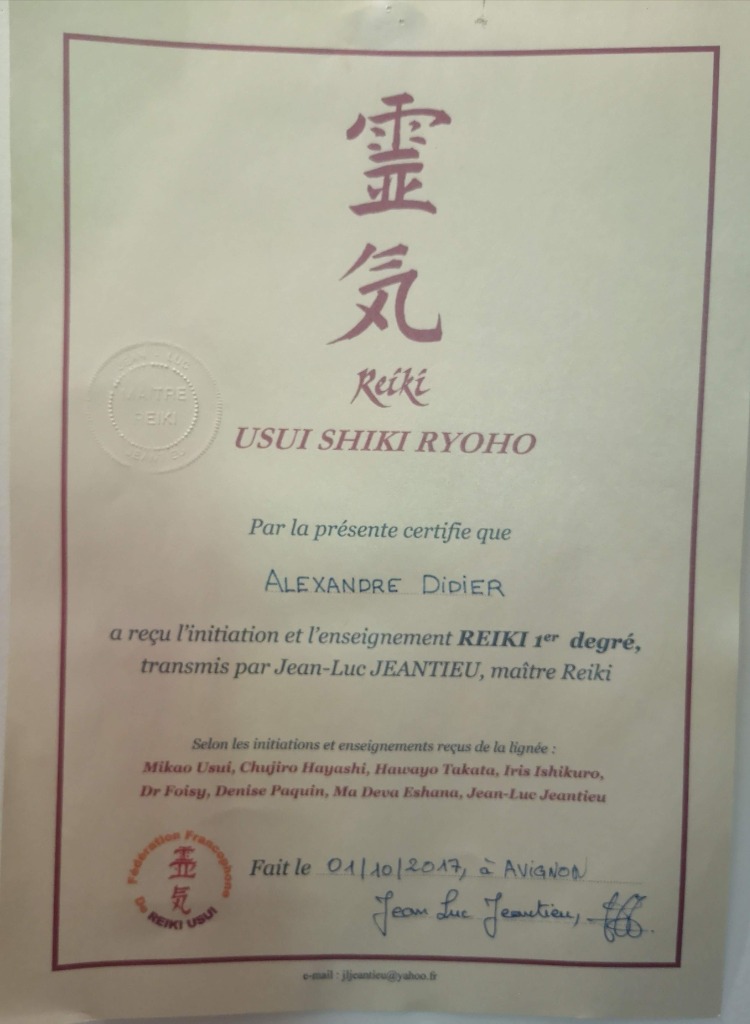 霊
気
Reiki
USUI SHIKI RYOHO
JEAN - LUC
MAITRE
REIKI
JEANTIEU
Par la présente certifie que
ALEXANDRE DIDIER
a reçu l'initiation et l'enseignement REIKI 1er degré,
transmis par Jean-Luc JEANTIEU, maître Reiki
Selon les initiations et enseignements reçus de la lignée :
Mikao Usui, Chujiro Hayashi, Hawayo Takata, Iris Ishikuro,
Dr Foisy, Denise Paquin, Ma Deva Eshana, Jean-Luc Jeantieu
Fédération Francophone
霊
気
De REIKI USUI
Fait le 01/10/2017, à AVIGNON
Jean Luc Jeantieu,
e-mail : jljeantieu@yahoo.fr